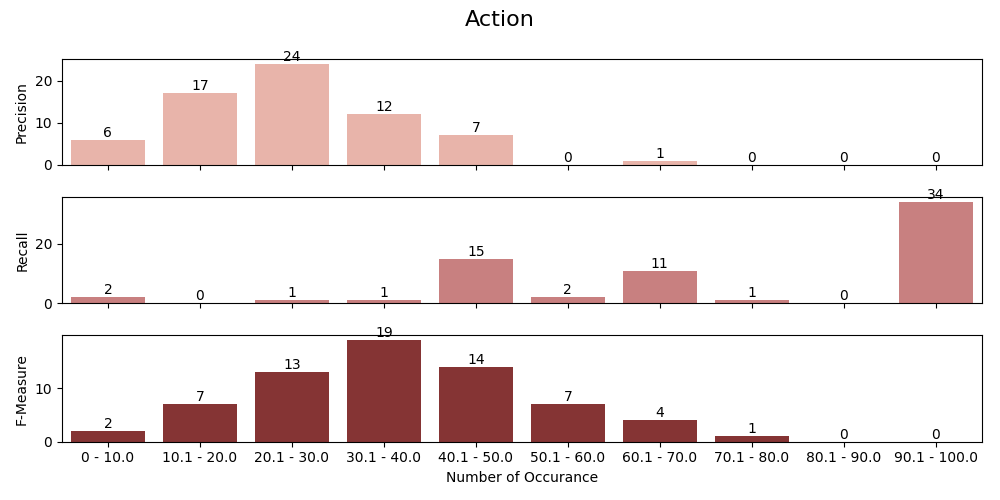 Action
Precision
20
10
0
6 17 24 12 7 0 1 0 0 0
Recall
20
0
2 0 1 1 15 2 11 1 0 34
F-Measure
10
0
2 7 13 19 14 7 4 1 0 0
0 - 10.0 10.1 - 20.0 20.1 - 30.0 30.1 - 40.0 40.1 - 50.0 50.1 - 60.0 60.1 - 70.0 70.1 - 80.0 80.1 - 90.0 90.1 - 100.0
Number of Occurance